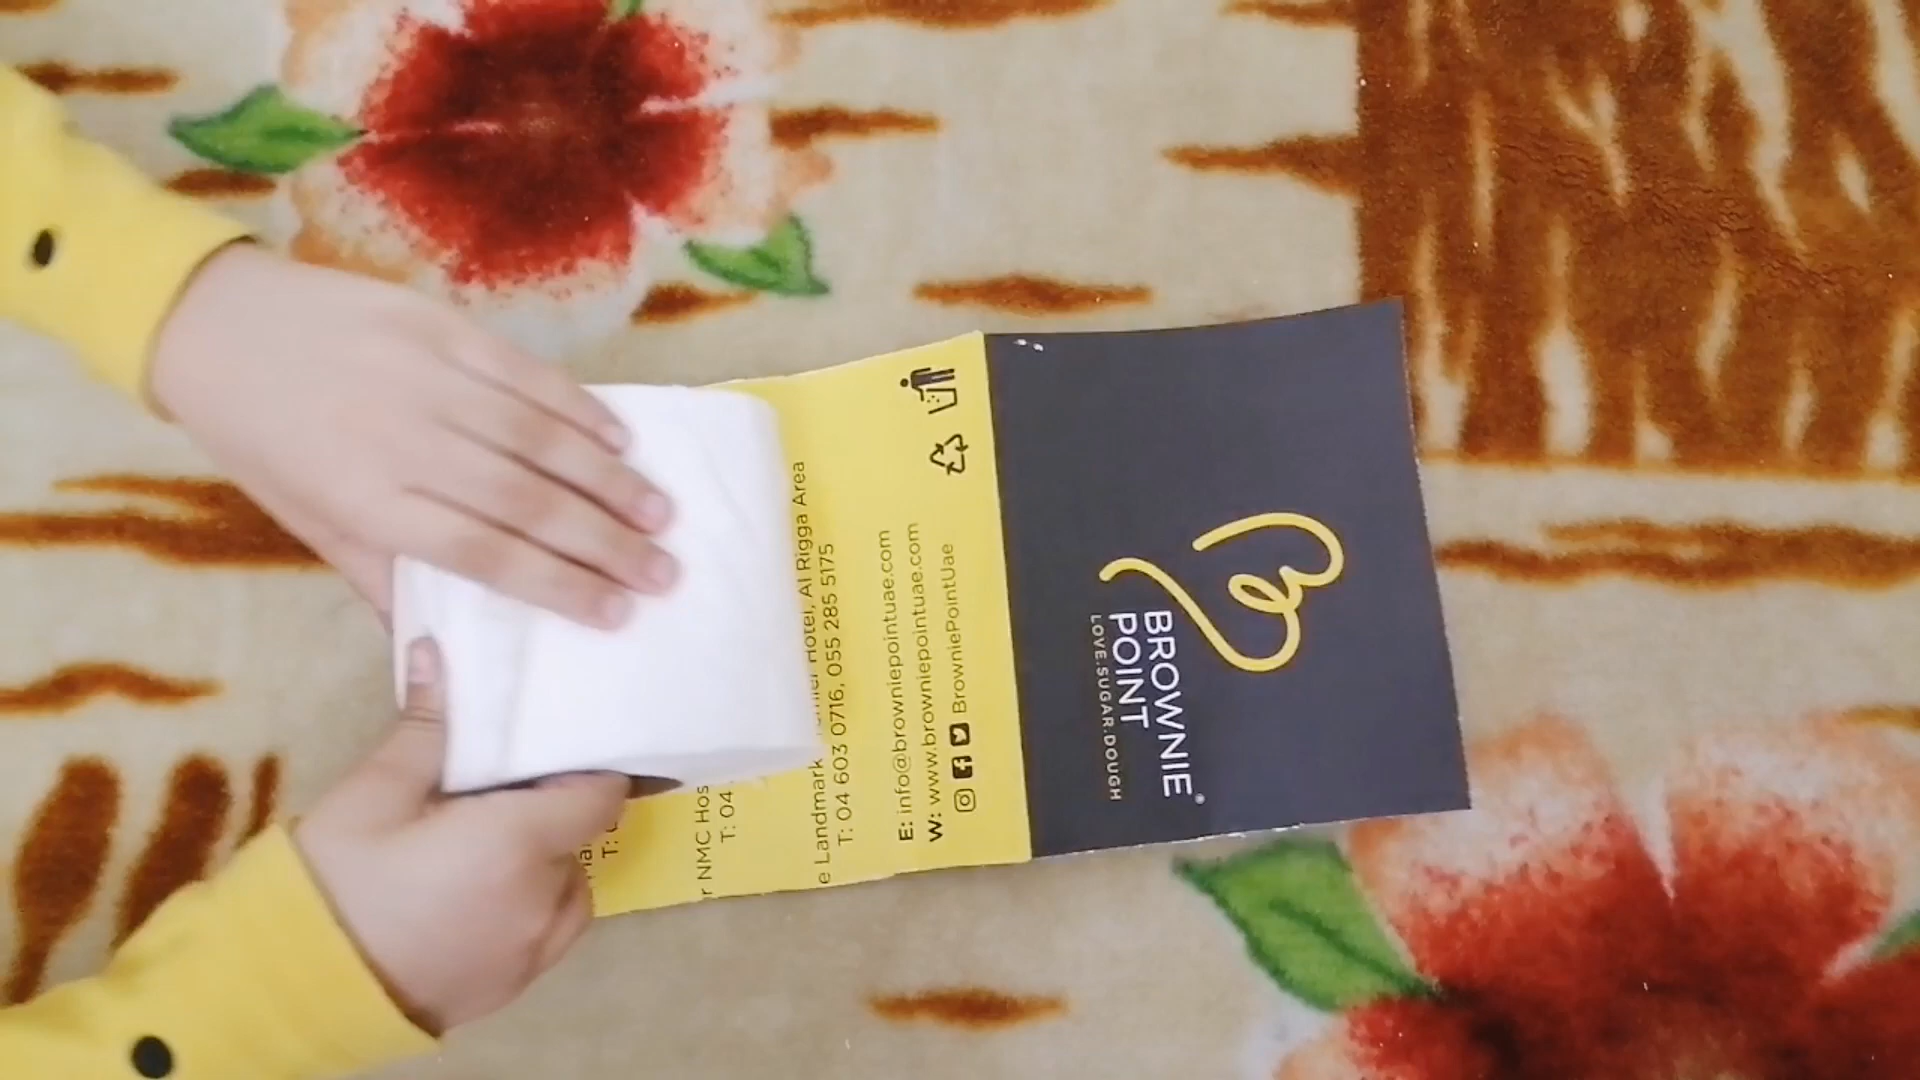 BROWNIE
POINT
LOVE.SUGAR.DOUGH
T:
r NMC Hos
T: 04
e Landmark Hotel, Al Rigga Area
T: 04 603 0716, 055 285 5175
E: info@browniepointuae.com
W: www.browniepointuae.com
BrowniePointUae